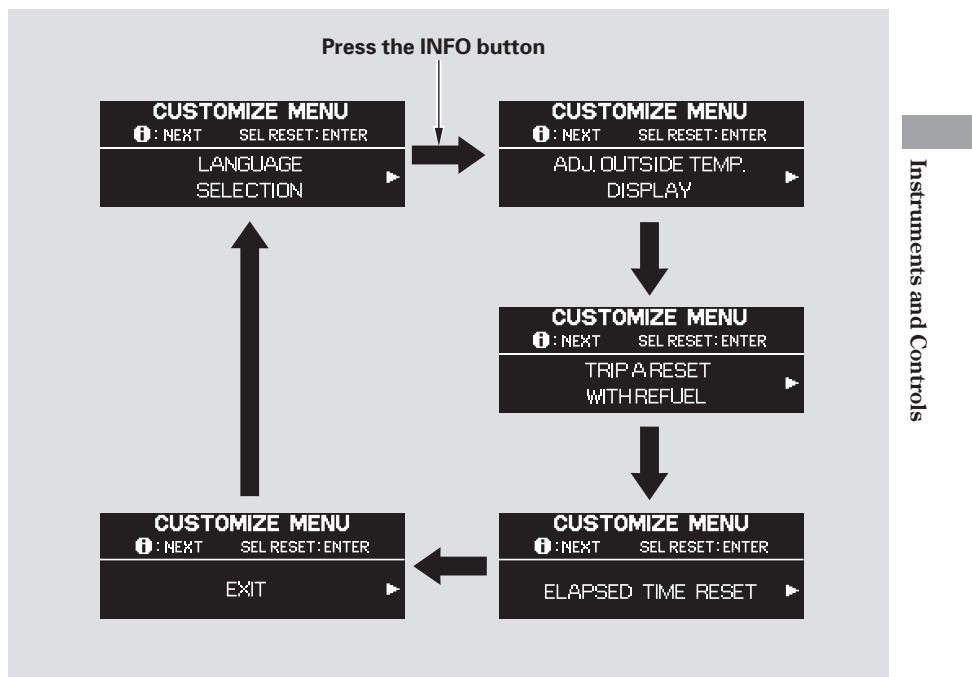 Press the INFO button
CUSTOMIZE MENU
i : NEXT SEL RESET : ENTER
LANGUAGE
SELECTION
CUSTOMIZE MENU
i : NEXT SEL RESET : ENTER
ADJ. OUTSIDE TEMP.
DISPLAY
CUSTOMIZE MENU
i : NEXT SEL RESET : ENTER
TRIP A RESET
WITH REFUEL
CUSTOMIZE MENU
i : NEXT SEL RESET : ENTER
ELAPSED TIME RESET
CUSTOMIZE MENU
i : NEXT SEL RESET : ENTER
EXIT
Instruments and Controls